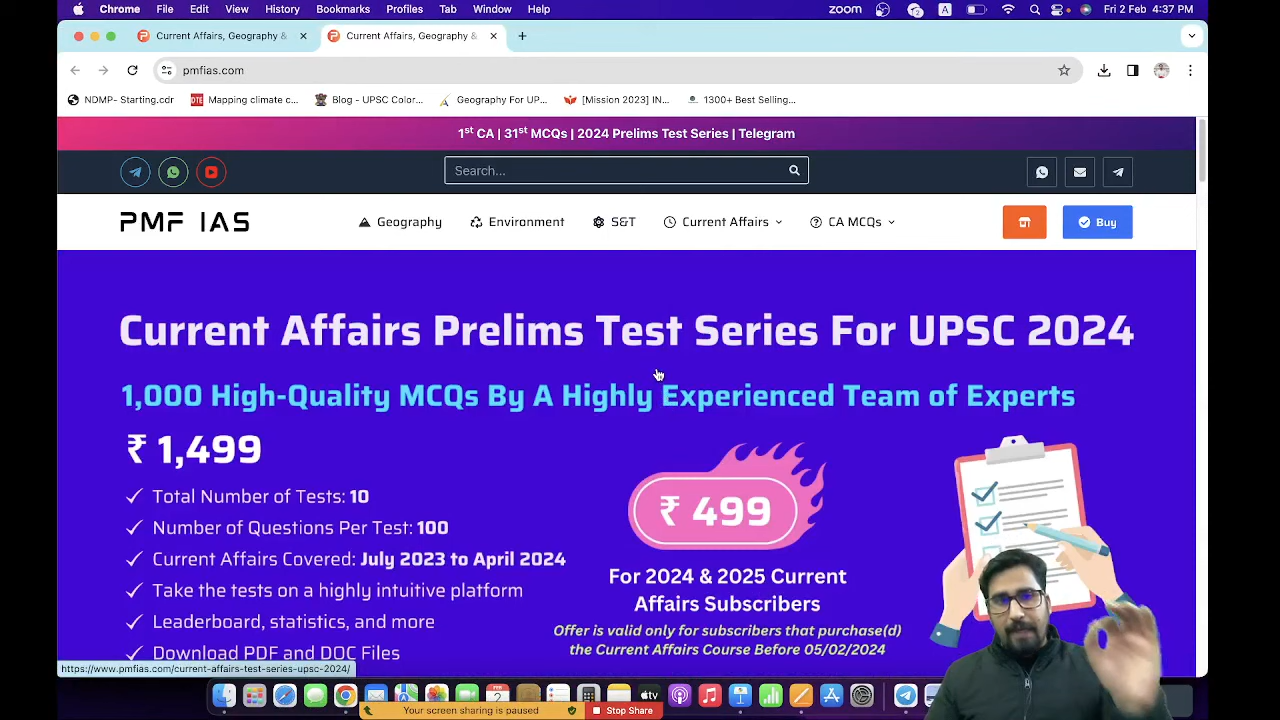 Chrome File Edit View History Bookmarks Profiles Tab Window Help zoom A Fri 2 Feb 4:37 PM
Current Affairs, Geography & Current Affairs, Geography &
pmfias.com
NDMP- Starting.cdr DTE Mapping climate c... Blog - UPSC Color... Geography For UP... [Mission 2023] IN... 1300+ Best Selling...
1st CA | 31st MCQs | 2024 Prelims Test Series | Telegram
Search...
PMF IAS Geography Environment S&T Current Affairs CA MCQs Buy
Current Affairs Prelims Test Series For UPSC 2024
1,000 High-Quality MCQs By A Highly Experienced Team of Experts
₹ 1,499
Total Number of Tests: 10
Number of Questions Per Test: 100
Current Affairs Covered: July 2023 to April 2024
Take the tests on a highly intuitive platform
Leaderboard, statistics, and more
Download PDF and DOC Files
₹ 499
For 2024 & 2025 Current
Affairs Subscribers
Offer is valid only for subscribers that purchase(d)
the Current Affairs Course Before 05/02/2024
https://www.pmfias.com/current-affairs-test-series-upsc-2024/
FEB
2
tv
Your screen sharing is paused Stop Share